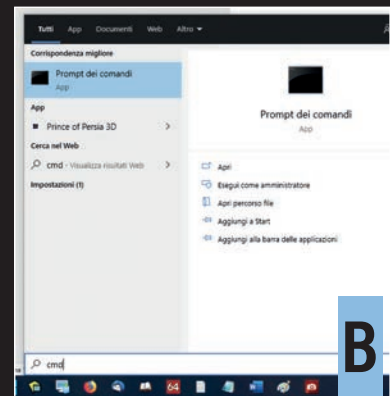 Tutti App Documenti Web Altro
Corrispondenza migliore
Prompt dei comandi
App
App
Prince of Persia 3D
Cerca nel Web
cmd - Visualizza risultati Web
Impostazioni (1)
Prompt dei comandi
App
Apri
Esegui come amministratore
Apri percorso file
Aggiungi a Start
Aggiungi alla barra delle applicazioni
cmd
64
B